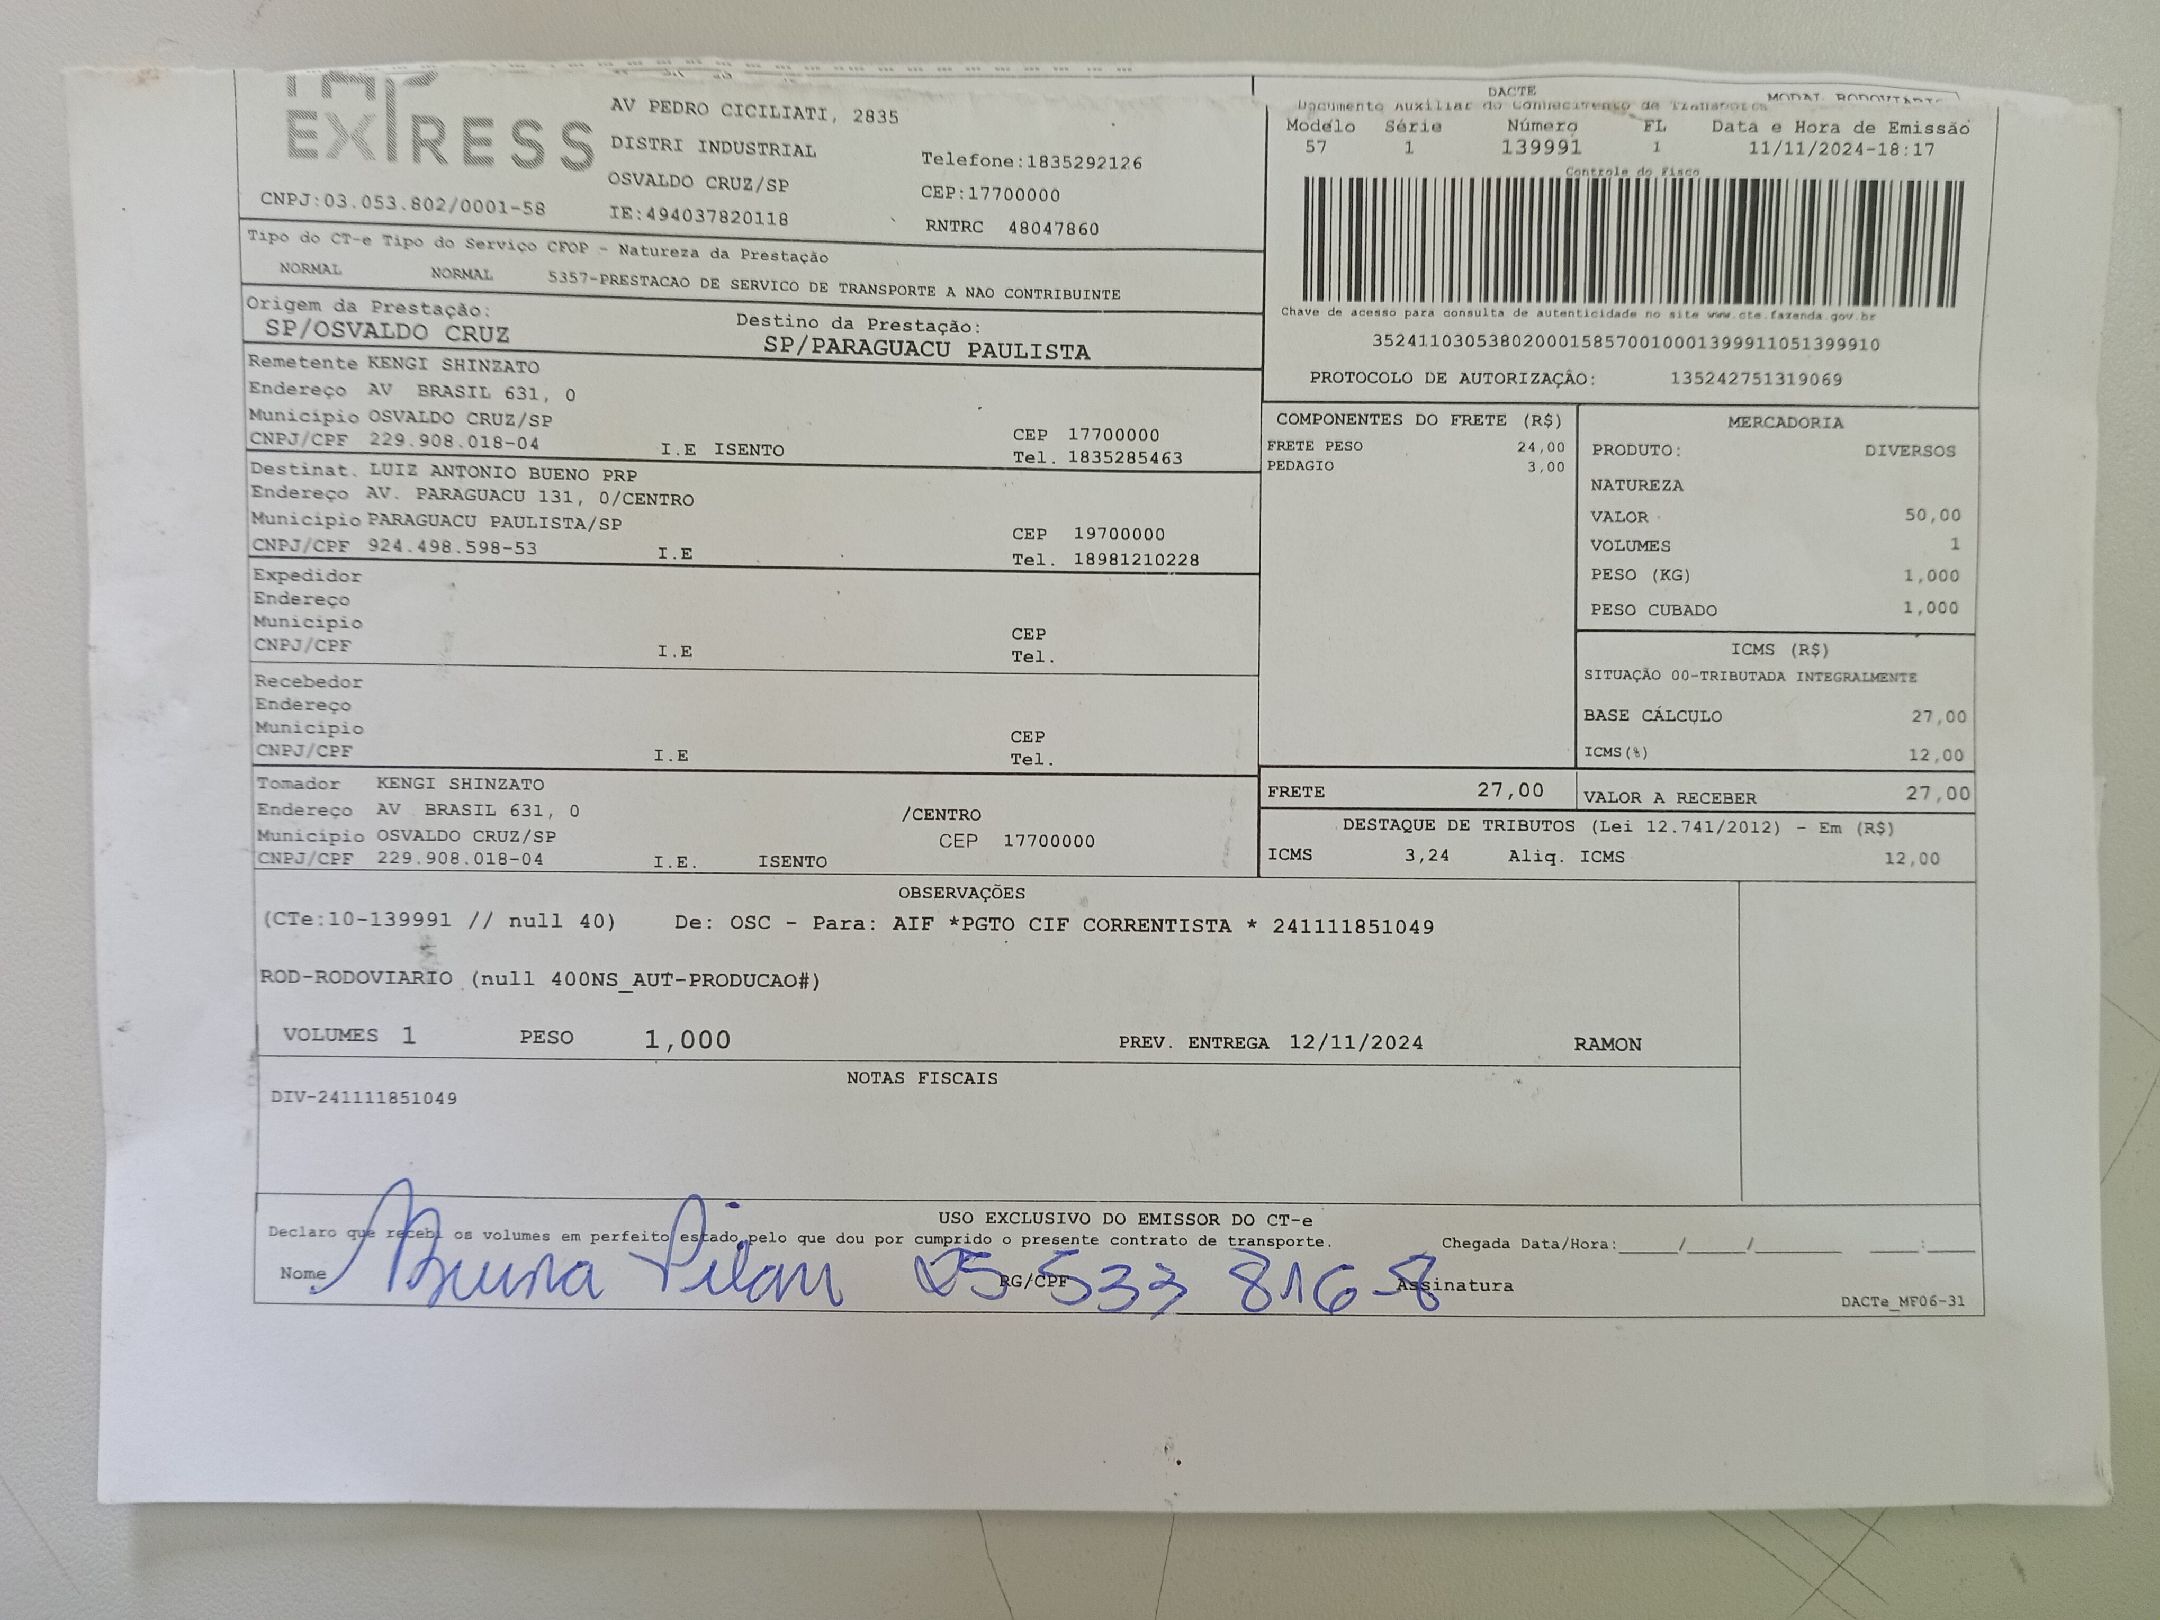 EXPRESS
AV PEDRO CICILIATI, 2835
DISTRI INDUSTRIAL
Telefone:1835292126
OSVALDO CRUZ/SP
CEP:17700000
CNPJ:03.053.802/0001-58
IE:494037820118
RNTRC 48047860
DACTE
Documento Auxiliar do Conhecimento de Transporte
MODAL RODOVIÁRIO
Modelo Série Número FL Data e Hora de Emissão
57 1 139991 1 11/11/2024-18:17
Controle do Fisco
Chave de acesso para consulta de autenticidade no site www.cte.fazenda.gov.br
35241103053802000158570010001399911051399910
PROTOCOLO DE AUTORIZAÇÃO: 135242751319069
Tipo do CT-e Tipo do Serviço CFOP - Natureza da Prestação
NORMAL NORMAL 5357-PRESTACAO DE SERVICO DE TRANSPORTE A NAO CONTRIBUINTE
Origem da Prestação: Destino da Prestação:
SP/OSVALDO CRUZ SP/PARAGUACU PAULISTA
Remetente KENGI SHINZATO
Endereço AV BRASIL 631, 0
Município OSVALDO CRUZ/SP CEP 17700000
CNPJ/CPF 229.908.018-04 I.E ISENTO Tel. 1835285463
Destinat. LUIZ ANTONIO BUENO PRP
Endereço AV. PARAGUACU 131, 0/CENTRO
Município PARAGUACU PAULISTA/SP CEP 19700000
CNPJ/CPF 924.498.598-53 I.E Tel. 18981210228
Expedidor
Endereço
Município CEP
CNPJ/CPF I.E Tel.
Recebedor
Endereço
Município CEP
CNPJ/CPF I.E Tel.
Tomador KENGI SHINZATO
Endereço AV BRASIL 631, 0 /CENTRO
Município OSVALDO CRUZ/SP CEP 17700000
CNPJ/CPF 229.908.018-04 I.E. ISENTO
COMPONENTES DO FRETE (R$)
FRETE PESO 24,00
PEDAGIO 3,00
MERCADORIA
PRODUTO: DIVERSOS
NATUREZA
VALOR 50,00
VOLUMES 1
PESO (KG) 1,000
PESO CUBADO 1,000
ICMS (R$)
SITUAÇÃO 00-TRIBUTADA INTEGRALMENTE
BASE CÁLCULO 27,00
ICMS(%) 12,00
FRETE 27,00 VALOR A RECEBER 27,00
DESTAQUE DE TRIBUTOS (Lei 12.741/2012) - Em (R$)
ICMS 3,24 Aliq. ICMS 12,00
OBSERVAÇÕES
(CTe:10-139991 // null 40) De: OSC - Para: AIF *PGTO CIF CORRENTISTA * 241111851049
ROD-RODOVIARIO (null 400NS_AUT-PRODUCAO#)
VOLUMES 1 PESO 1,000 PREV. ENTREGA 12/11/2024 RAMON
NOTAS FISCAIS
DIV-241111851049
USO EXCLUSIVO DO EMISSOR DO CT-e
Declaro que recebi os volumes em perfeito estado pelo que dou por cumprido o presente contrato de transporte. Chegada Data/Hora:_____/_____/_______ ____:____
Nome Bruna RG/CPF 533 816-8 Assinatura
DACTe_MF06-31